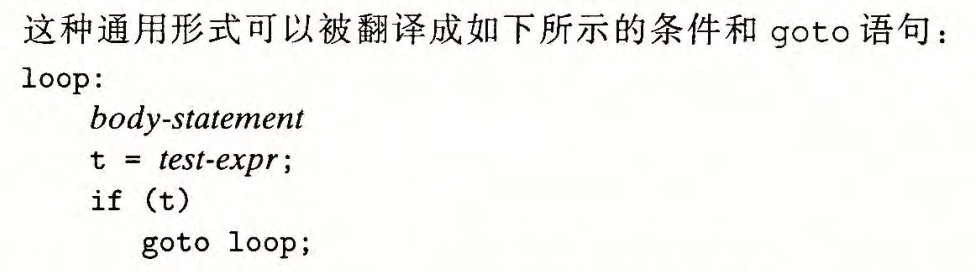 这种通用形式可以被翻译成如下所示的条件和 goto 语句：
loop:
    body-statement
    t = test-expr;
    if (t)
        goto loop;